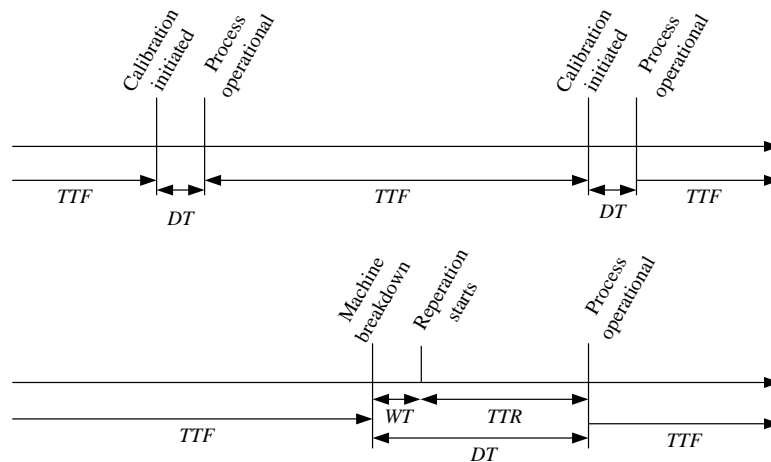 Calibration
initiated
Process
operational
Calibration
initiated
Process
operational
TTF
DT
TTF
DT
TTF
Machine
breakdown
Reperation
starts
Process
operational
WT
TTR
TTF
DT
TTF